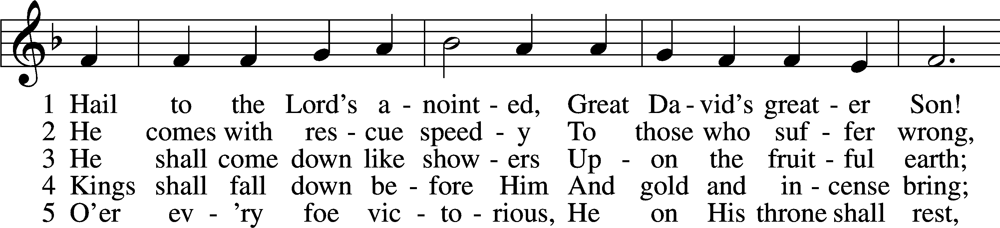 1 Hail to the Lord's a - noint - ed, Great Da - vid's great - er Son!
2 He comes with res - cue speed - y To those who suf - fer wrong,
3 He shall come down like show - ers Up - on the fruit - ful earth;
4 Kings shall fall down be - fore Him And gold and in - cense bring;
5 O'er ev - 'ry foe vic - to - rious, He on His throne shall rest,